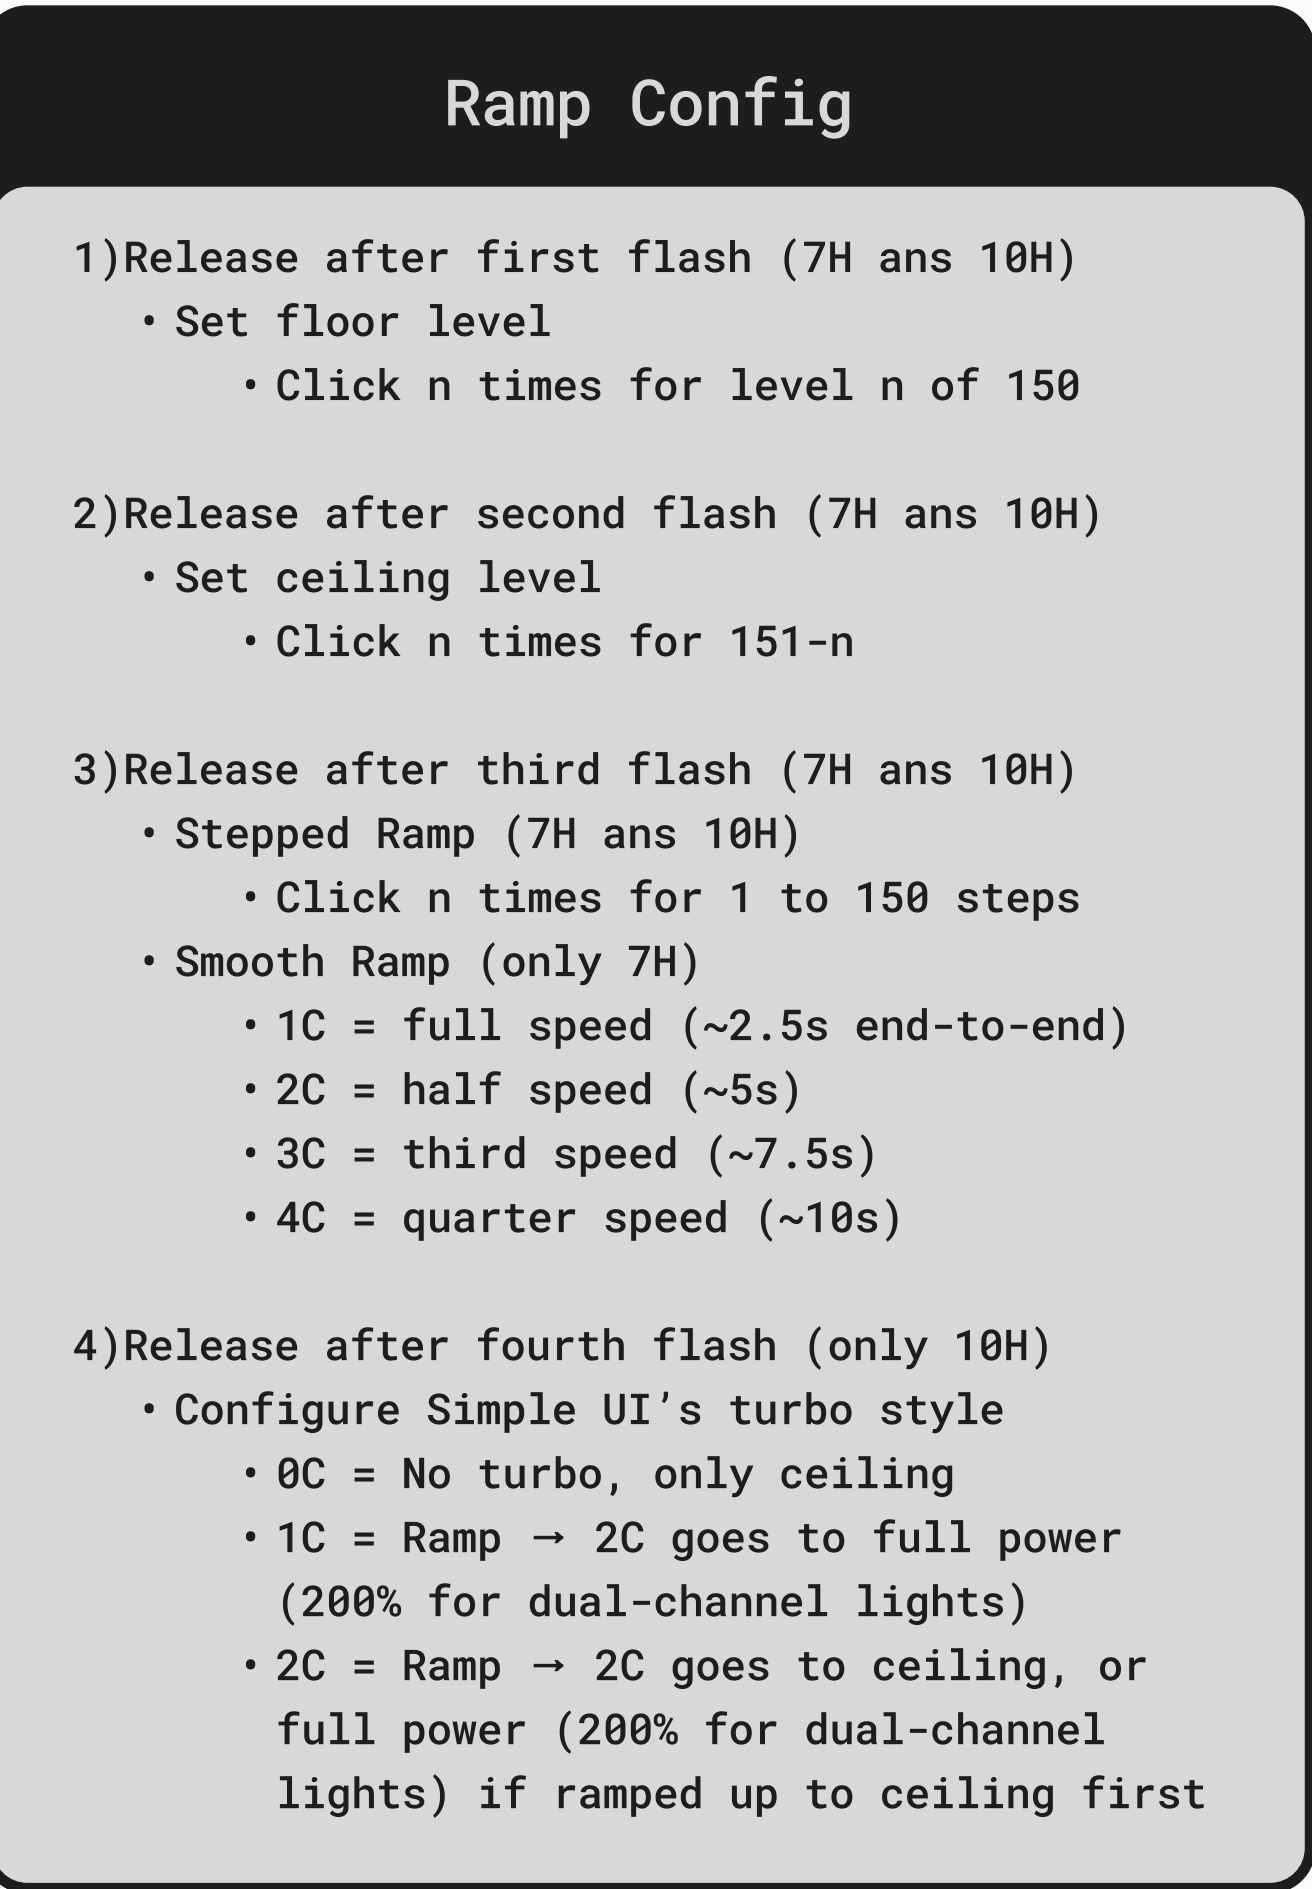 Ramp Config
1)Release after first flash (7H ans 10H)
• Set floor level
• Click n times for level n of 150
2)Release after second flash (7H ans 10H)
• Set ceiling level
• Click n times for 151-n
3)Release after third flash (7H ans 10H)
• Stepped Ramp (7H ans 10H)
• Click n times for 1 to 150 steps
• Smooth Ramp (only 7H)
• 1C = full speed (~2.5s end-to-end)
• 2C = half speed (~5s)
• 3C = third speed (~7.5s)
• 4C = quarter speed (~10s)
4)Release after fourth flash (only 10H)
• Configure Simple UI’s turbo style
• 0C = No turbo, only ceiling
• 1C = Ramp → 2C goes to full power
(200% for dual-channel lights)
• 2C = Ramp → 2C goes to ceiling, or
full power (200% for dual-channel
lights) if ramped up to ceiling first